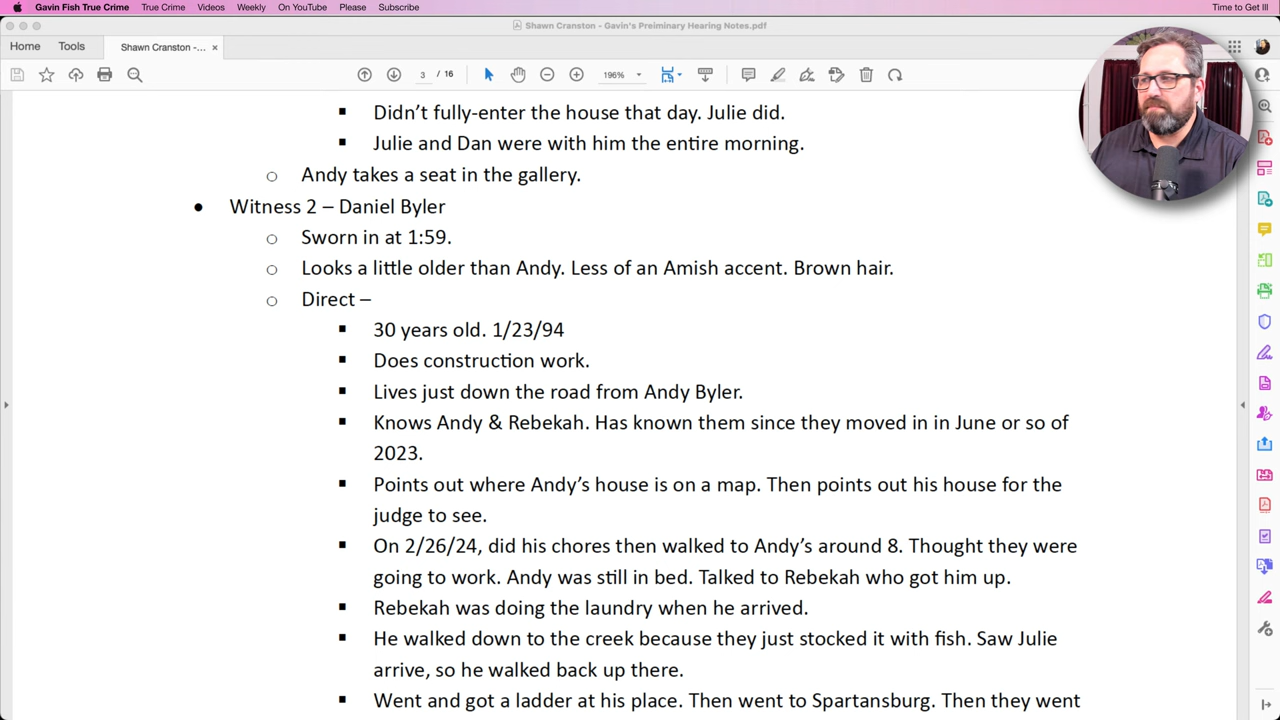 Gavin Fish True Crime True Crime Videos Weekly On YouTube Please Subscribe Time to Get Ill
Shawn Cranston - Gavin's Preiminary Hearing Notes.pdf
Home Tools Shawn Cranston -... ×
3 / 16 196%
▪ Didn’t fully-enter the house that day. Julie did.
▪ Julie and Dan were with him the entire morning.
○ Andy takes a seat in the gallery.
● Witness 2 – Daniel Byler
○ Sworn in at 1:59.
○ Looks a little older than Andy. Less of an Amish accent. Brown hair.
○ Direct –
▪ 30 years old. 1/23/94
▪ Does construction work.
▪ Lives just down the road from Andy Byler.
▪ Knows Andy & Rebekah. Has known them since they moved in in June or so of
2023.
▪ Points out where Andy’s house is on a map. Then points out his house for the
judge to see.
▪ On 2/26/24, did his chores then walked to Andy’s around 8. Thought they were
going to work. Andy was still in bed. Talked to Rebekah who got him up.
▪ Rebekah was doing the laundry when he arrived.
▪ He walked down to the creek because they just stocked it with fish. Saw Julie
arrive, so he walked back up there.
▪ Went and got a ladder at his place. Then went to Spartansburg. Then they went